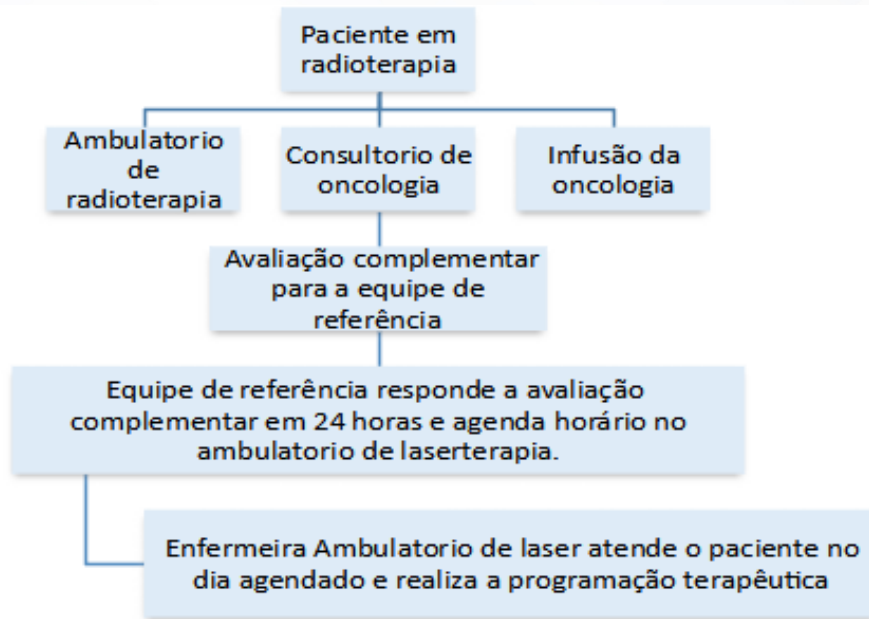 Paciente em
radioterapia
Ambulatorio
de
radioterapia
Consultorio de
oncologia
Infusão da
oncologia
Avaliação complementar
para a equipe de
referência
Equipe de referência responde a avaliação
complementar em 24 horas e agenda horário no
ambulatorio de laserterapia.
Enfermeira Ambulatorio de laser atende o paciente no
dia agendado e realiza a programação terapêutica